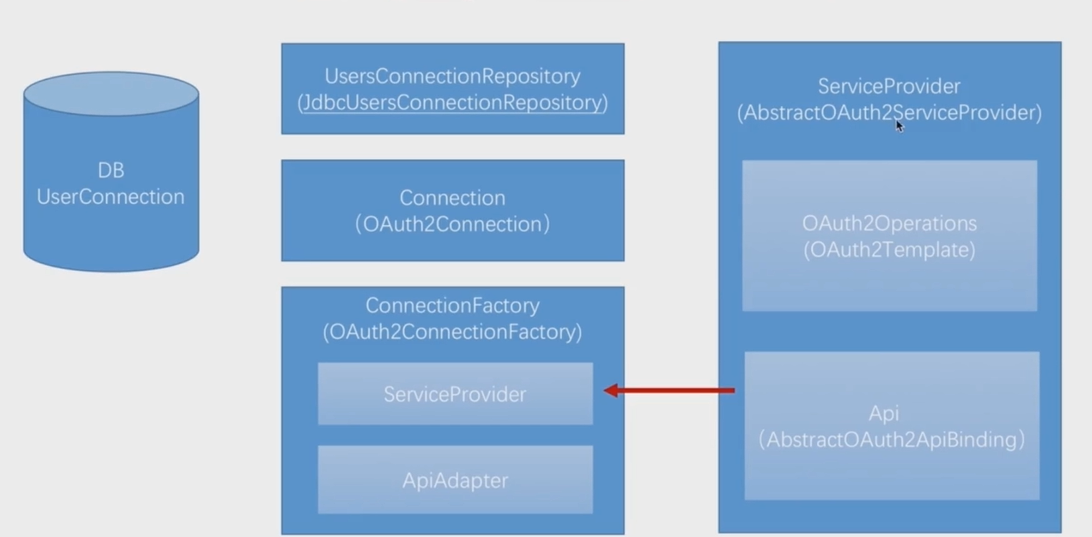 DB
UserConnection
UsersConnectionRepository
(JdbcUsersConnectionRepository)
Connection
(OAuth2Connection)
ConnectionFactory
(OAuth2ConnectionFactory)
ServiceProvider
ApiAdapter
ServiceProvider
(AbstractOAuth2ServiceProvider)
OAuth2Operations
(OAuth2Template)
Api
(AbstractOAuth2ApiBinding)